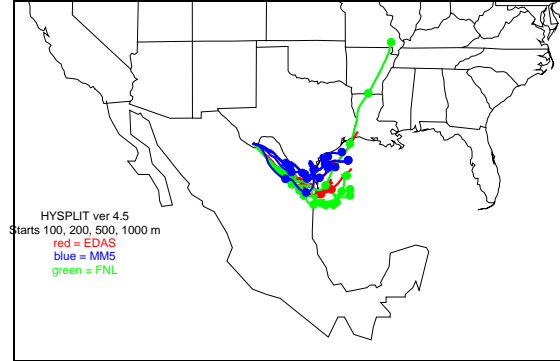 HYSPLIT ver 4.5
Starts 100, 200, 500, 1000 m
red = EDAS
blue = MM5
green = FNL